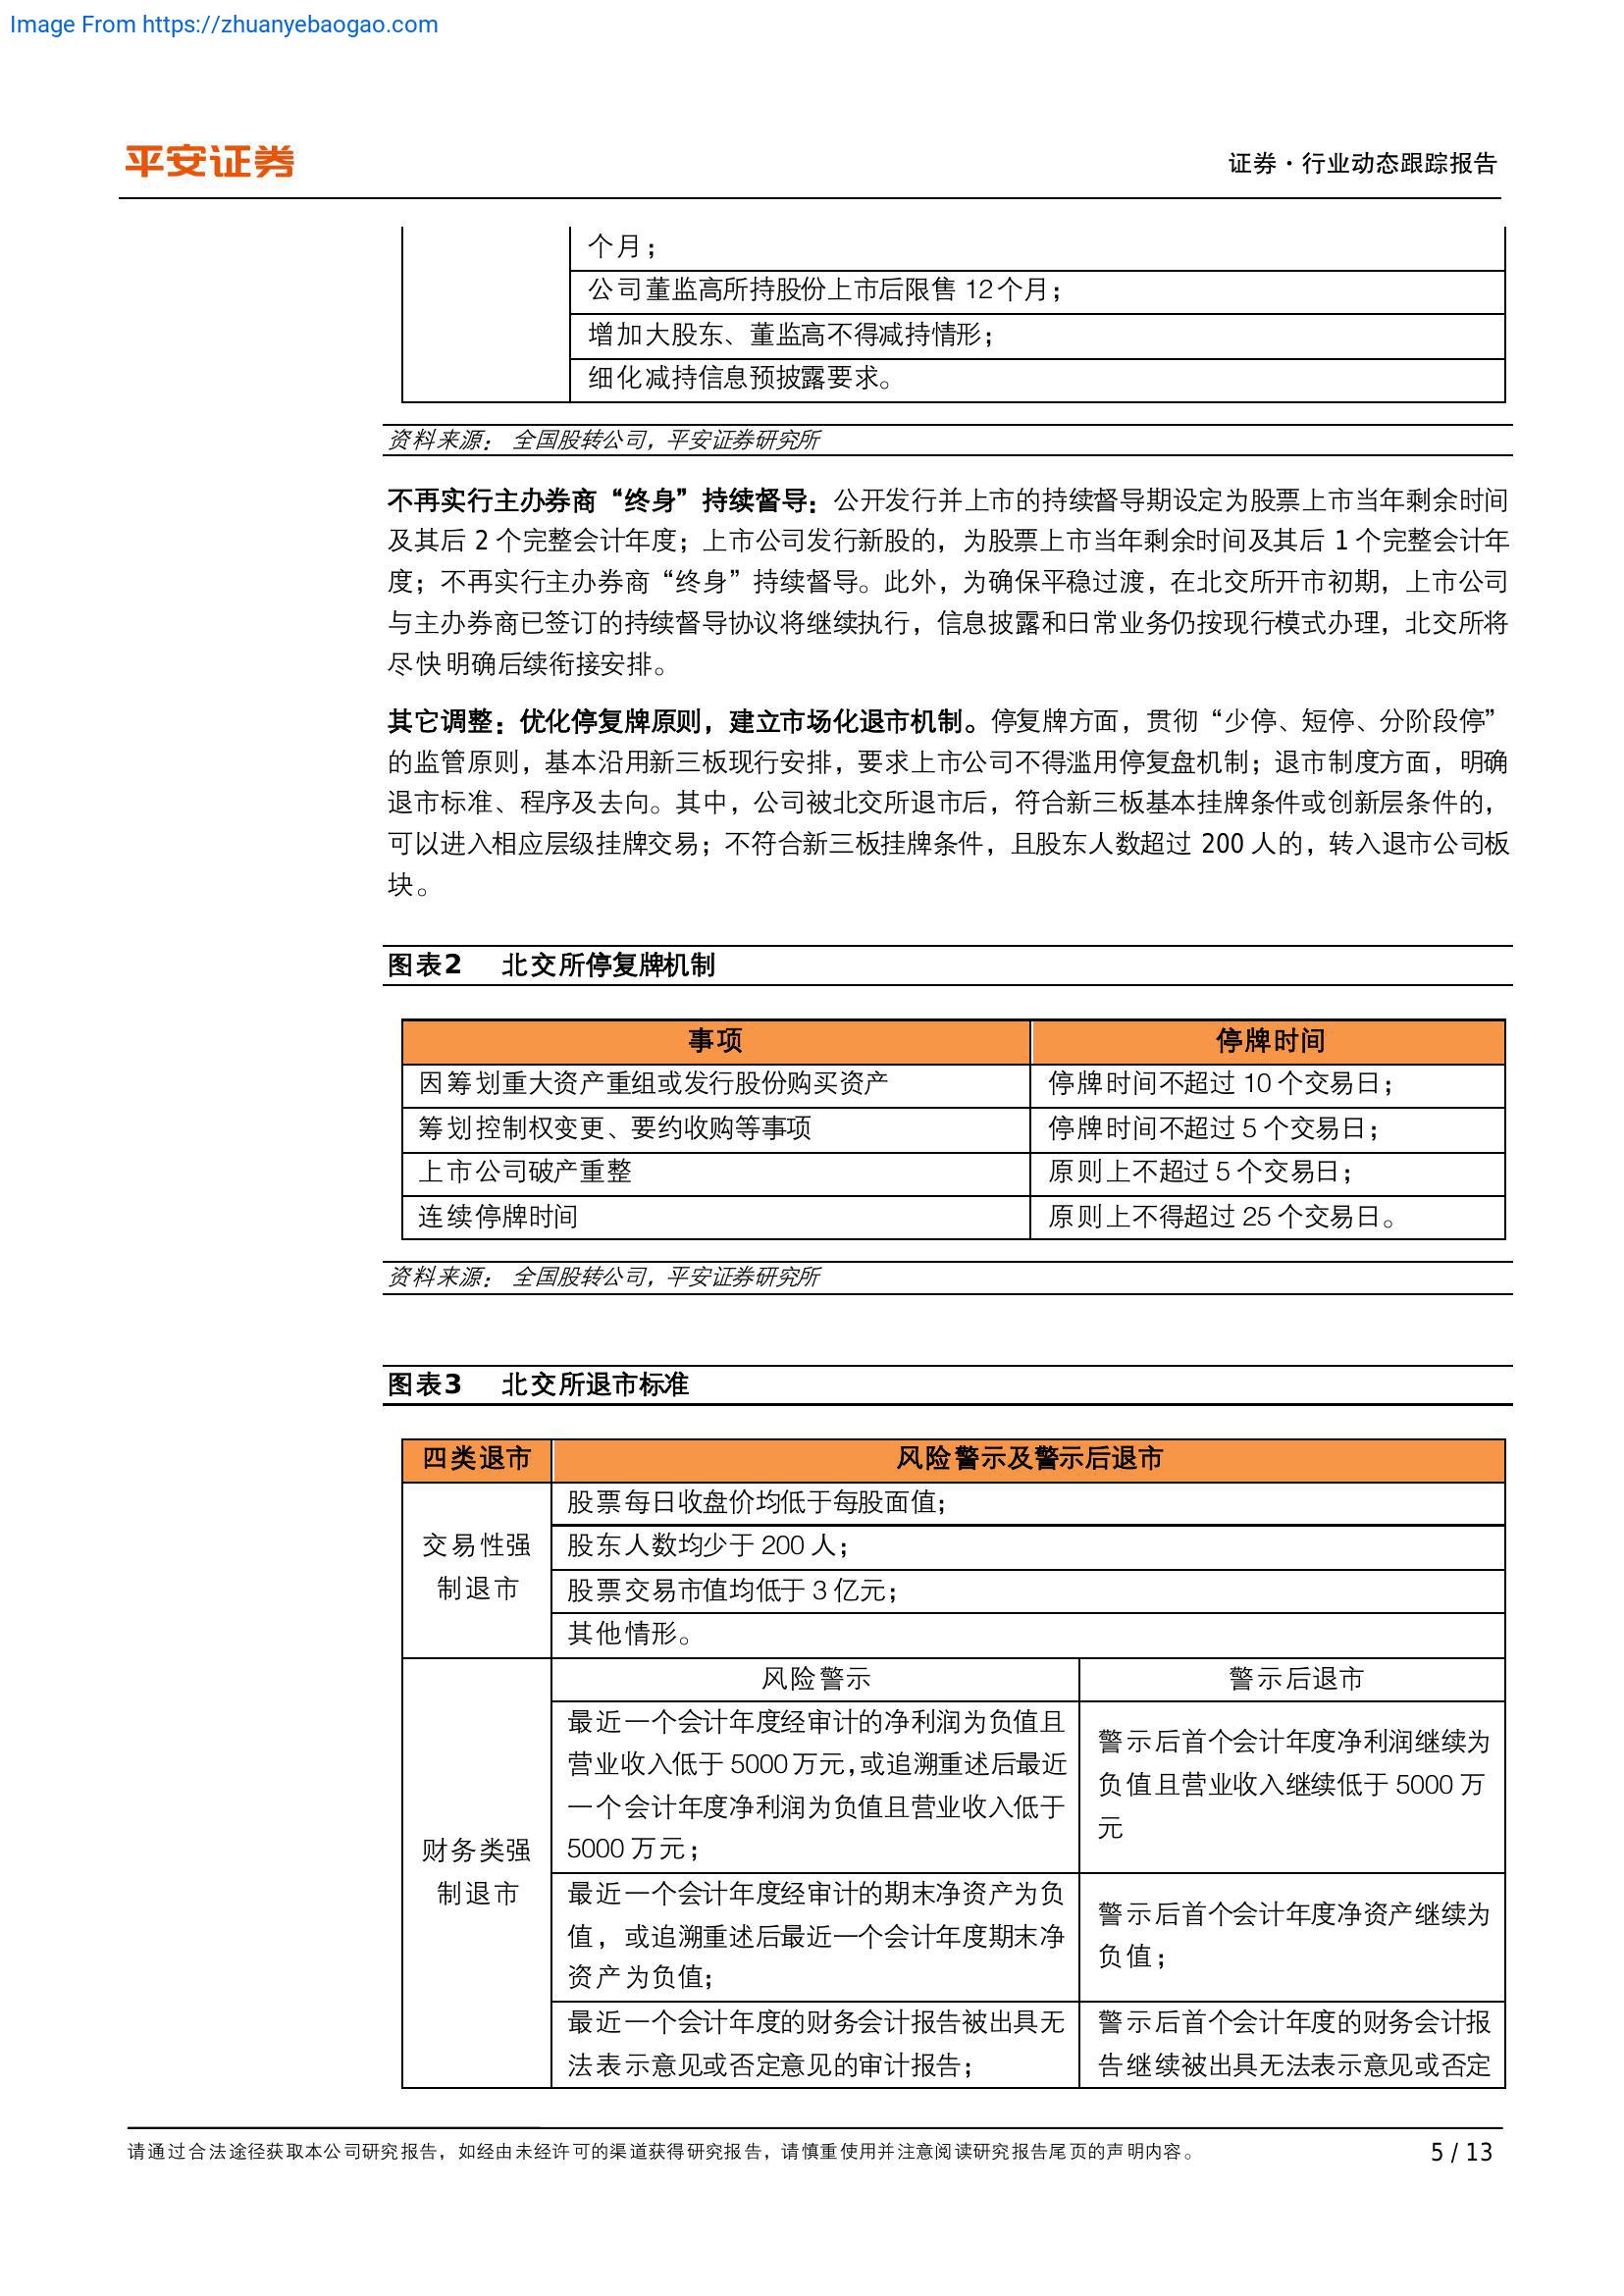 Image From https://zhuanyebaogao.com
平安证券
证券·行业动态跟踪报告
个月；
公司董监高所持股份上市后限售 12个月；
增加大股东、董监高不得减持情形；
细化减持信息预披露要求。
资料来源： 全国股转公司，平安证券研究所
不再实行主办券商“终身”持续督导：公开发行并上市的持续督导期设定为股票上市当年剩余时间
及其后 2 个完整会计年度；上市公司发行新股的，为股票上市当年剩余时间及其后 1 个完整会计年
度；不再实行主办券商“终身”持续督导。此外，为确保平稳过渡，在北交所开市初期，上市公司
与主办券商已签订的持续督导协议将继续执行，信息披露和日常业务仍按现行模式办理，北交所将
尽快明确后续衔接安排。
其它调整：优化停复牌原则，建立市场化退市机制。停复牌方面，贯彻“少停、短停、分阶段停”
的监管原则，基本沿用新三板现行安排，要求上市公司不得滥用停复盘机制；退市制度方面，明确
退市标准、程序及去向。其中，公司被北交所退市后，符合新三板基本挂牌条件或创新层条件的，
可以进入相应层级挂牌交易；不符合新三板挂牌条件，且股东人数超过 200 人的，转入退市公司板
块。
图表2 北交所停复牌机制
事项 停牌时间
因筹划重大资产重组或发行股份购买资产 停牌时间不超过 10 个交易日；
筹划控制权变更、要约收购等事项 停牌时间不超过 5 个交易日；
上市公司破产重整 原则上不超过 5 个交易日；
连续停牌时间 原则上不得超过 25 个交易日。
资料来源： 全国股转公司，平安证券研究所
图表3 北交所退市标准
四类退市 风险警示及警示后退市
交易性强
制退市
股票每日收盘价均低于每股面值；
股东人数均少于 200 人；
股票交易市值均低于 3 亿元；
其他情形。
财务类强
制退市
风险警示 警示后退市
最近一个会计年度经审计的净利润为负值且
营业收入低于 5000 万元，或追溯重述后最近
一个会计年度净利润为负值且营业收入低于
5000 万元；
警示后首个会计年度净利润继续为
负值且营业收入继续低于 5000 万
元
最近一个会计年度经审计的期末净资产为负
值，或追溯重述后最近一个会计年度期末净
资产为负值；
警示后首个会计年度净资产继续为
负值；
最近一个会计年度的财务会计报告被出具无
法表示意见或否定意见的审计报告；
警示后首个会计年度的财务会计报
告继续被出具无法表示意见或否定
请通过合法途径获取本公司研究报告，如经由未经许可的渠道获得研究报告，请慎重使用并注意阅读研究报告尾页的声明内容。
5 / 13